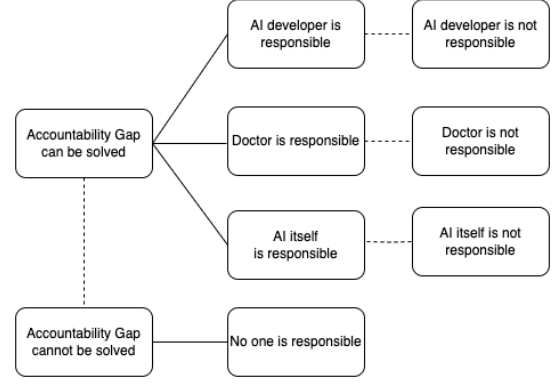 AI developer is
responsible
AI developer is not
responsible
Accountability Gap
can be solved
Doctor is responsible
Doctor is not
responsible
AI itself
is responsible
AI itself is not
responsible
Accountability Gap
cannot be solved
No one is responsible